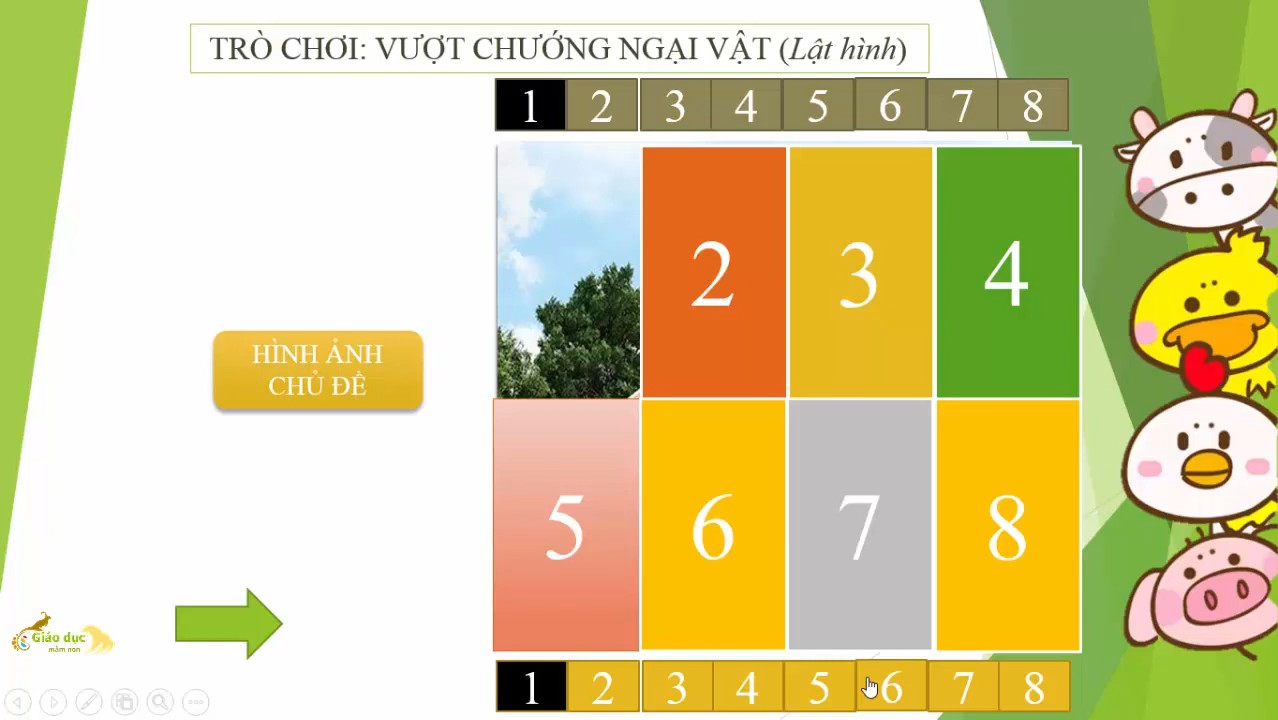 TRÒ CHƠI: VƯỢT CHƯỚNG NGẠI VẬT (Lật hình)
1 2 3 4 5 6 7 8
2 3 4
HÌNH ẢNH
CHỦ ĐỀ
5 6 7 8
Giáo dục
mầm non
1 2 3 4 5 6 7 8